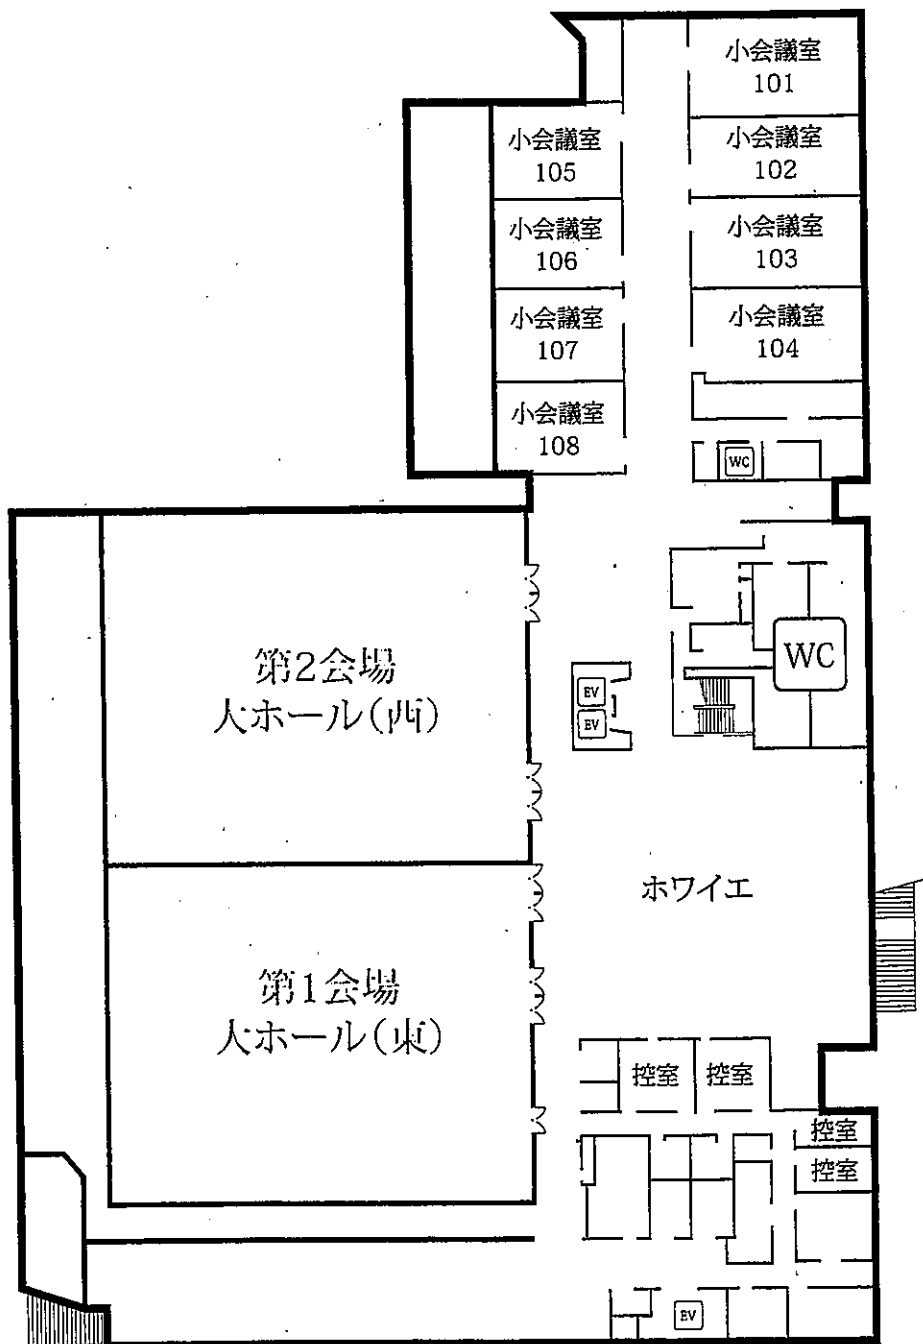 小会議室
101
小会議室
105
小会議室
102
小会議室
106
小会議室
103
小会議室
107
小会議室
104
小会議室
108
WC
第2会場
大ホール(西)
WC
EV
EV
ホワイエ
第1会場
大ホール(東)
控室
控室
控室
控室
EV